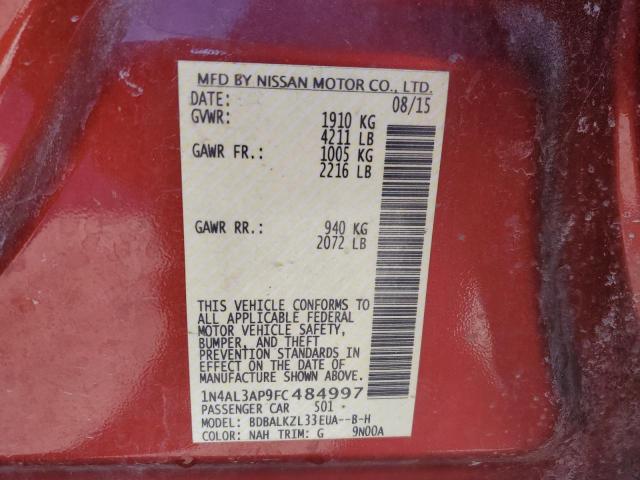 MFD BY NISSAN MOTOR CO., LTD.
DATE: 08/15
GVWR: 1910 KG
4211 LB
GAWR FR.: 1005 KG
2216 LB
GAWR RR.: 940 KG
2072 LB
THIS VEHICLE CONFORMS TO
ALL APPLICABLE FEDERAL
MOTOR VEHICLE SAFETY,
BUMPER, AND THEFT
PREVENTION STANDARDS IN
EFFECT ON THE DATE OF
MANUFACTURE SHOWN ABOVE.
1N4AL3AP9FC484997
PASSENGER CAR S01
MODEL: BDBALKZL33EUA--B-H
COLOR: NAH TRIM: G 9N00A